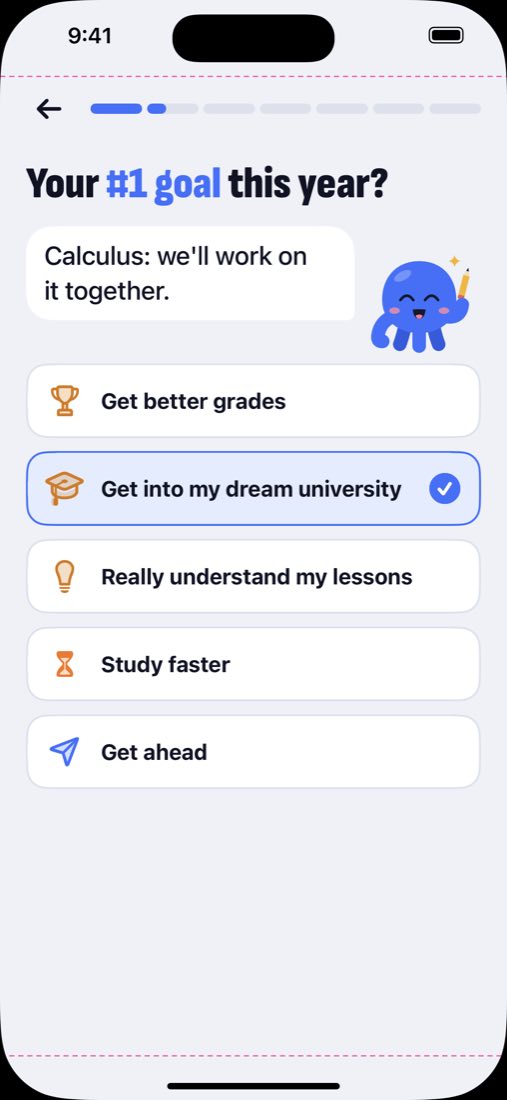 9:41
Your #1 goal this year?
Calculus: we'll work on
it together.
Get better grades
Get into my dream university
Really understand my lessons
Study faster
Get ahead